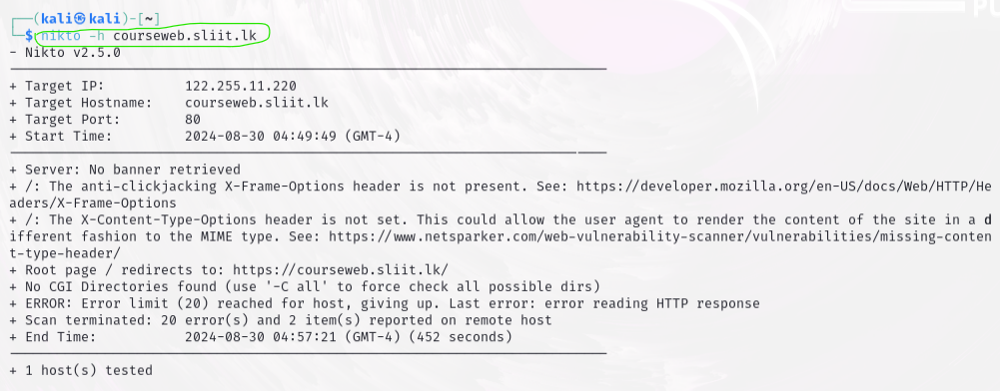 (kali㉿kali)-[~]
$ nikto -h courseweb.sliit.lk
- Nikto v2.5.0
+ Target IP: 122.255.11.220
+ Target Hostname: courseweb.sliit.lk
+ Target Port: 80
+ Start Time: 2024-08-30 04:49:49 (GMT-4)
+ Server: No banner retrieved
+ /: The anti-clickjacking X-Frame-Options header is not present. See: https://developer.mozilla.org/en-US/docs/Web/HTTP/He
aders/X-Frame-Options
+ /: The X-Content-Type-Options header is not set. This could allow the user agent to render the content of the site in a d
ifferent fashion to the MIME type. See: https://www.netsparker.com/web-vulnerability-scanner/vulnerabilities/missing-conten
t-type-header/
+ Root page / redirects to: https://courseweb.sliit.lk/
+ No CGI Directories found (use '-C all' to force check all possible dirs)
+ ERROR: Error limit (20) reached for host, giving up. Last error: error reading HTTP response
+ Scan terminated: 20 error(s) and 2 item(s) reported on remote host
+ End Time: 2024-08-30 04:57:21 (GMT-4) (452 seconds)
+ 1 host(s) tested